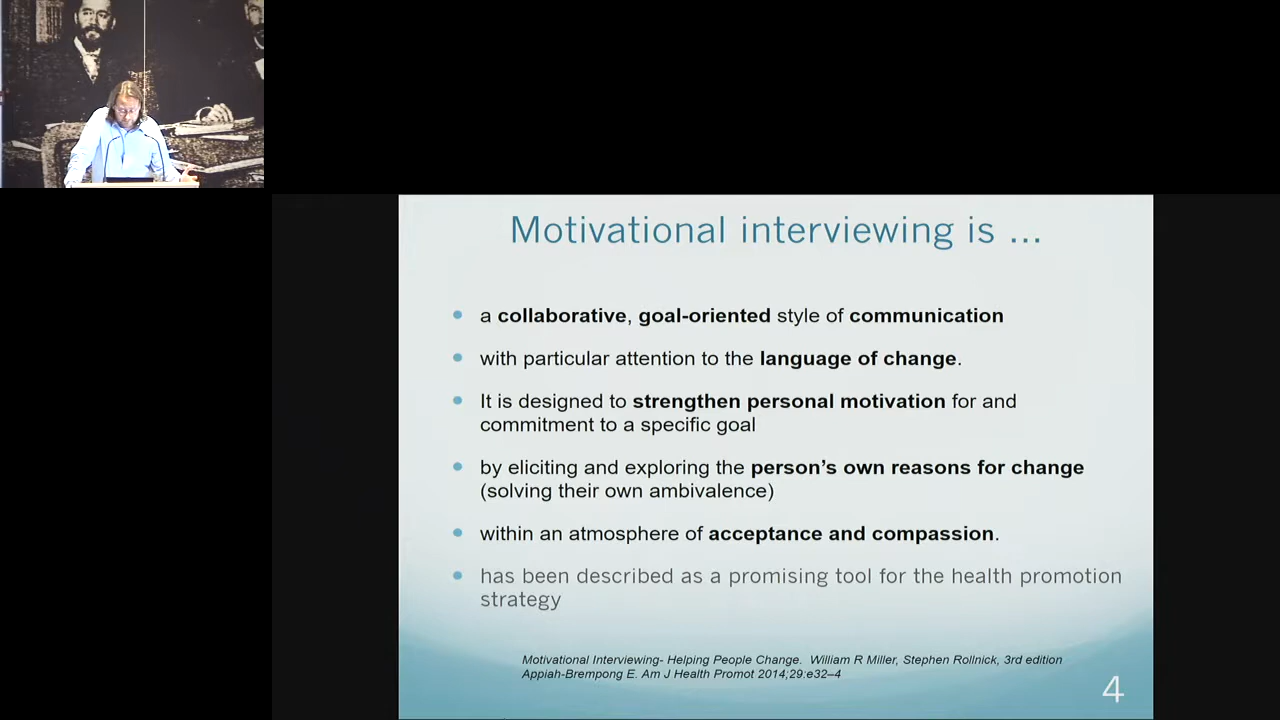 Motivational interviewing is ...
a collaborative, goal-oriented style of communication
with particular attention to the language of change.
It is designed to strengthen personal motivation for and
commitment to a specific goal
by eliciting and exploring the person's own reasons for change
(solving their own ambivalence)
within an atmosphere of acceptance and compassion.
has been described as a promising tool for the health promotion
strategy
Motivational Interviewing- Helping People Change. William R Miller, Stephen Rollnick, 3rd edition
Appiah-Brempong E. Am J Health Promot 2014;29:e32–4
4